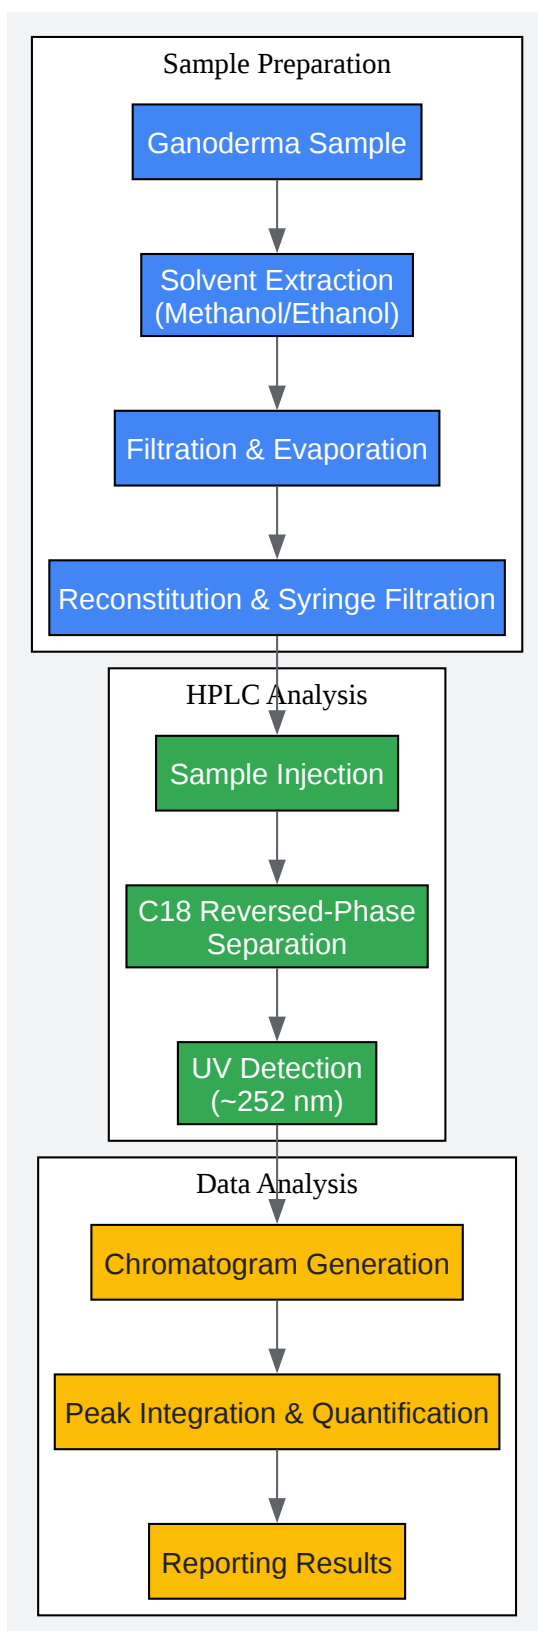 Sample Preparation
Ganoderma Sample
Solvent Extraction
(Methanol/Ethanol)
Filtration & Evaporation
Reconstitution & Syringe Filtration
HPLC Analysis
Sample Injection
C18 Reversed-Phase
Separation
UV Detection
(~252 nm)
Data Analysis
Chromatogram Generation
Peak Integration & Quantification
Reporting Results